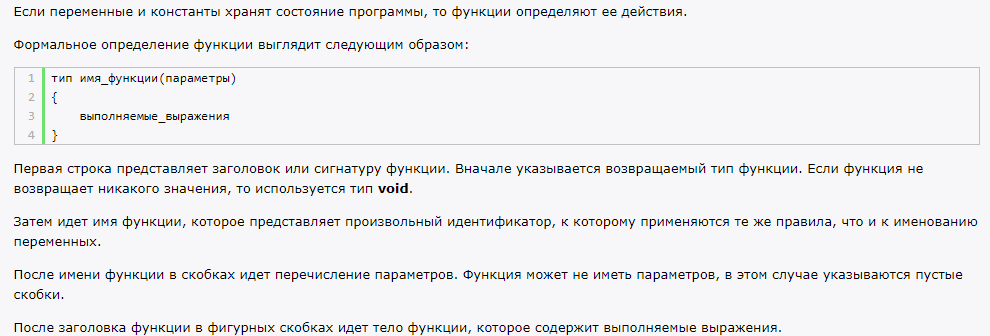 Если переменные и константы хранят состояние программы, то функции определяют ее действия.
Формальное определение функции выглядит следующим образом:
1 тип имя_функции(параметры)
2 {
3     выполняемые_выражения
4 }
Первая строка представляет заголовок или сигнатуру функции. Вначале указывается возвращаемый тип функции. Если функция не
возвращает никакого значения, то используется тип void.
Затем идет имя функции, которое представляет произвольный идентификатор, к которому применяются те же правила, что и к именованию
переменных.
После имени функции в скобках идет перечисление параметров. Функция может не иметь параметров, в этом случае указываются пустые
скобки.
После заголовка функции в фигурных скобках идет тело функции, которое содержит выполняемые выражения.